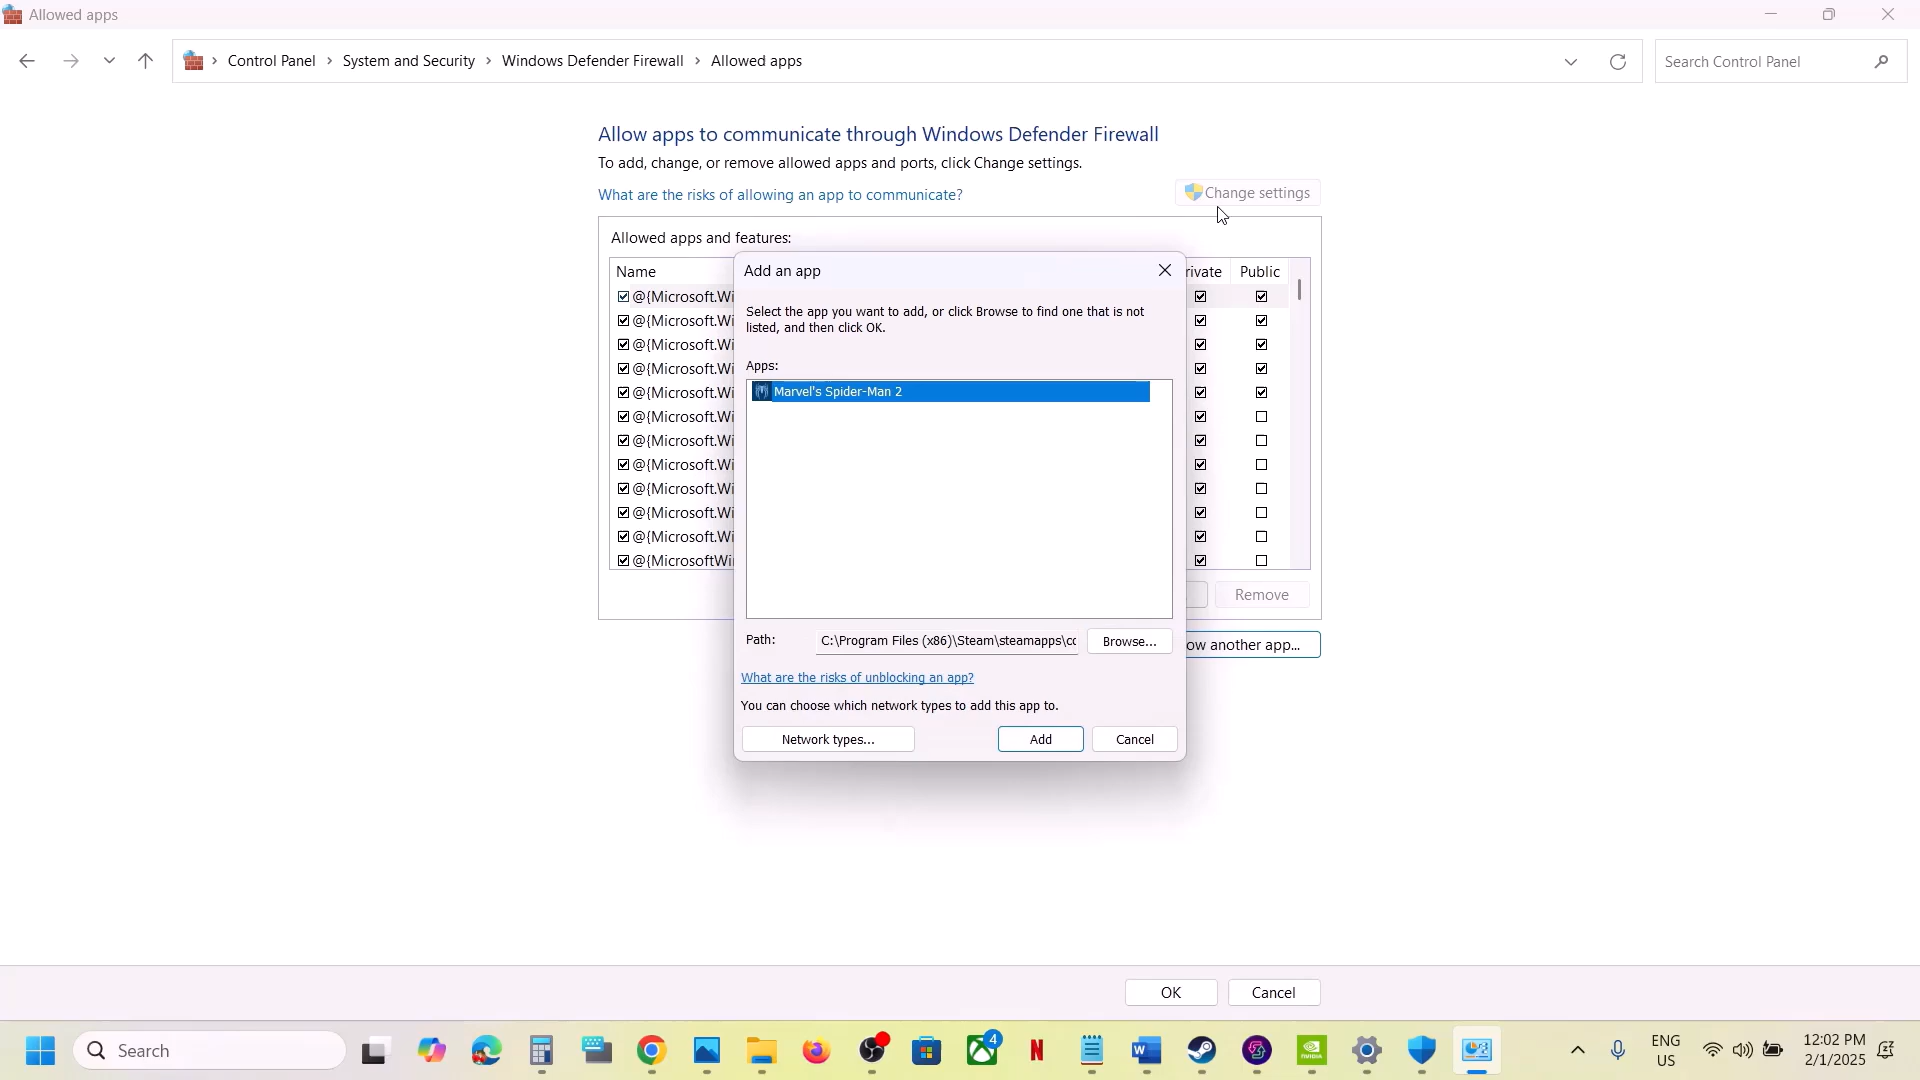 Allowed apps
Control Panel > System and Security > Windows Defender Firewall > Allowed apps
Search Control Panel
Allow apps to communicate through Windows Defender Firewall
To add, change, or remove allowed apps and ports, click Change settings.
What are the risks of allowing an app to communicate?
Change settings
Allowed apps and features:
Name
rivate
Public
@{Microsoft.Wi
@{Microsoft.Wi
@{Microsoft.Wi
@{Microsoft.Wi
@{Microsoft.Wi
@{Microsoft.Wi
@{Microsoft.Wi
@{Microsoft.Wi
@{Microsoft.Wi
@{Microsoft.Wi
@{Microsoft.Wi
@{MicrosoftWi
Add an app
Select the app you want to add, or click Browse to find one that is not
listed, and then click OK.
Apps:
Marvel's Spider-Man 2
Path:
C:\Program Files (x86)\Steam\steamapps\cc
Browse...
What are the risks of unblocking an app?
You can choose which network types to add this app to.
Network types...
Add
Cancel
Remove
ow another app...
OK
Cancel
Search
4
N
ENG
US
12:02 PM
2/1/2025